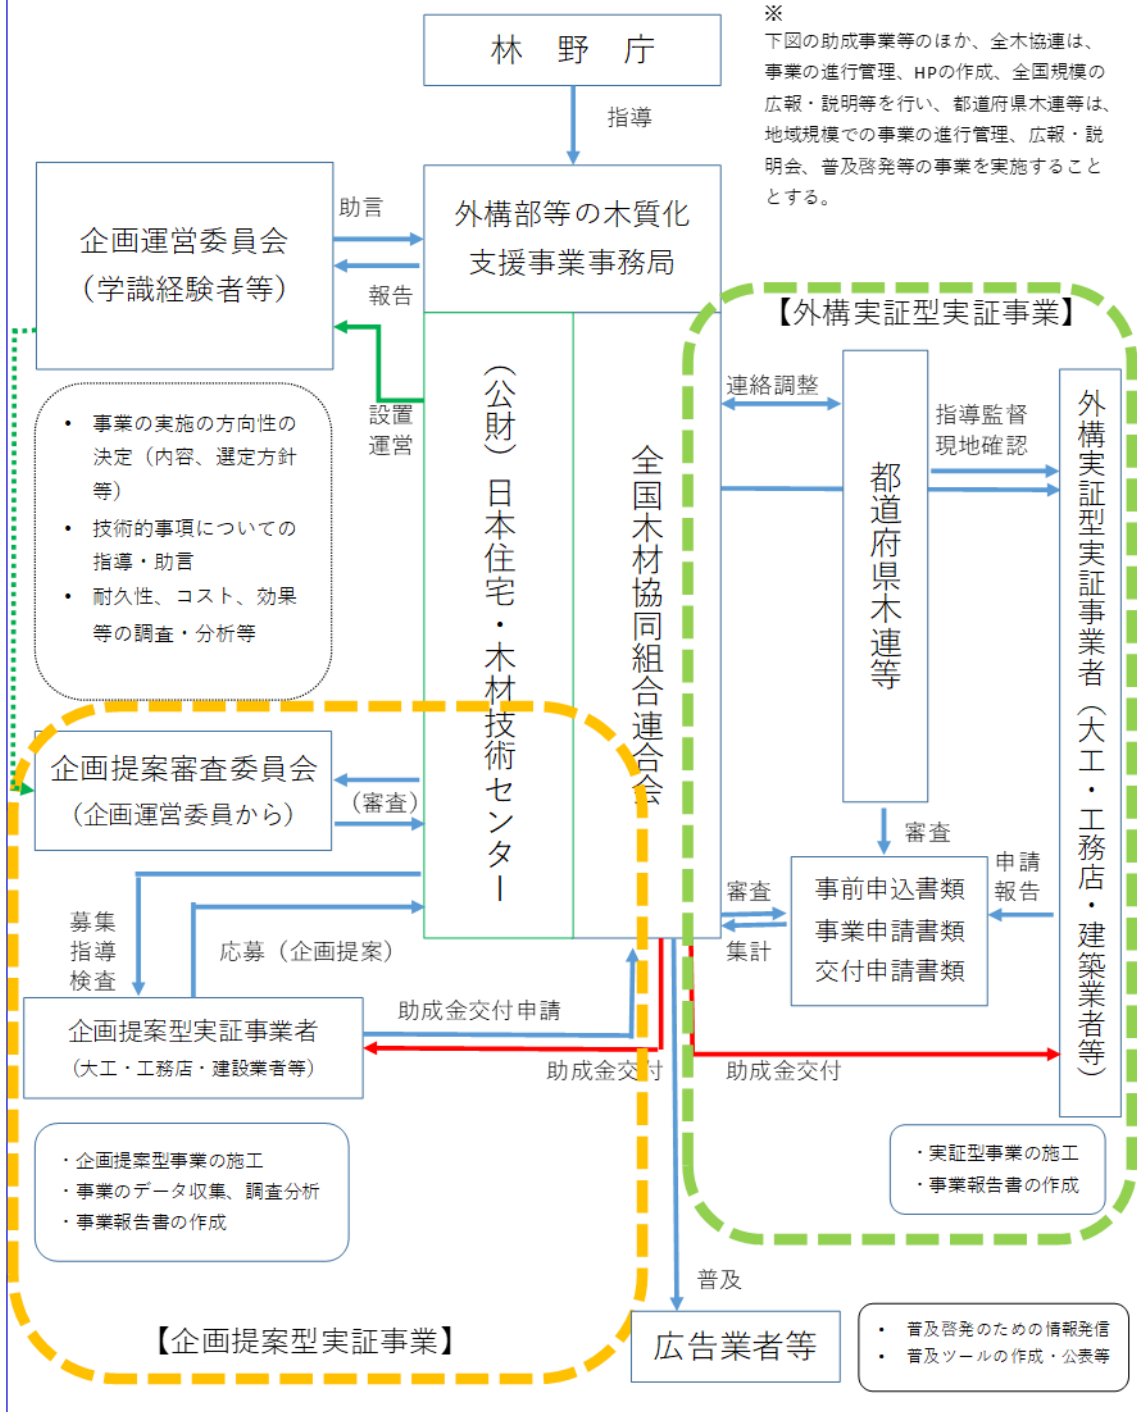 ※
下図の助成事業等のほか、全木協連は、
事業の進行管理、HPの作成、全国規模の
広報・説明等を行い、都道府県木連等は、
地域規模での事業の進行管理、広報・説
明会、普及啓発等の事業を実施すること
とする。
林 野 庁
指導
外構部等の木質化
支援事業事務局
企画運営委員会
（学識経験者等）
助言
報告
設置
運営
• 事業の実施の方向性の
決定（内容、選定方針
等）
• 技術的事項についての
指導・助言
• 耐久性、コスト、効果
等の調査・分析等
（公財）日本住宅・木材技術センター
全国木材協同組合連合会
【外構実証型実証事業】
連絡調整
都道府県木連等
指導監督
現地確認
外構実証型実証事業者（大工・工務店・建築業者等）
審査
申請
報告
事前申込書類
事業申請書類
交付申請書類
審査
集計
企画提案審査委員会
（企画運営委員から）
（審査）
募集
指導
検査
応募（企画提案）
企画提案型実証事業者
（大工・工務店・建設業者等）
助成金交付申請
助成金交付
助成金交付
・企画提案型事業の施工
・事業のデータ収集、調査分析
・事業報告書の作成
・実証型事業の施工
・事業報告書の作成
【企画提案型実証事業】
普及
広告業者等
• 普及啓発のための情報発信
• 普及ツールの作成・公表等